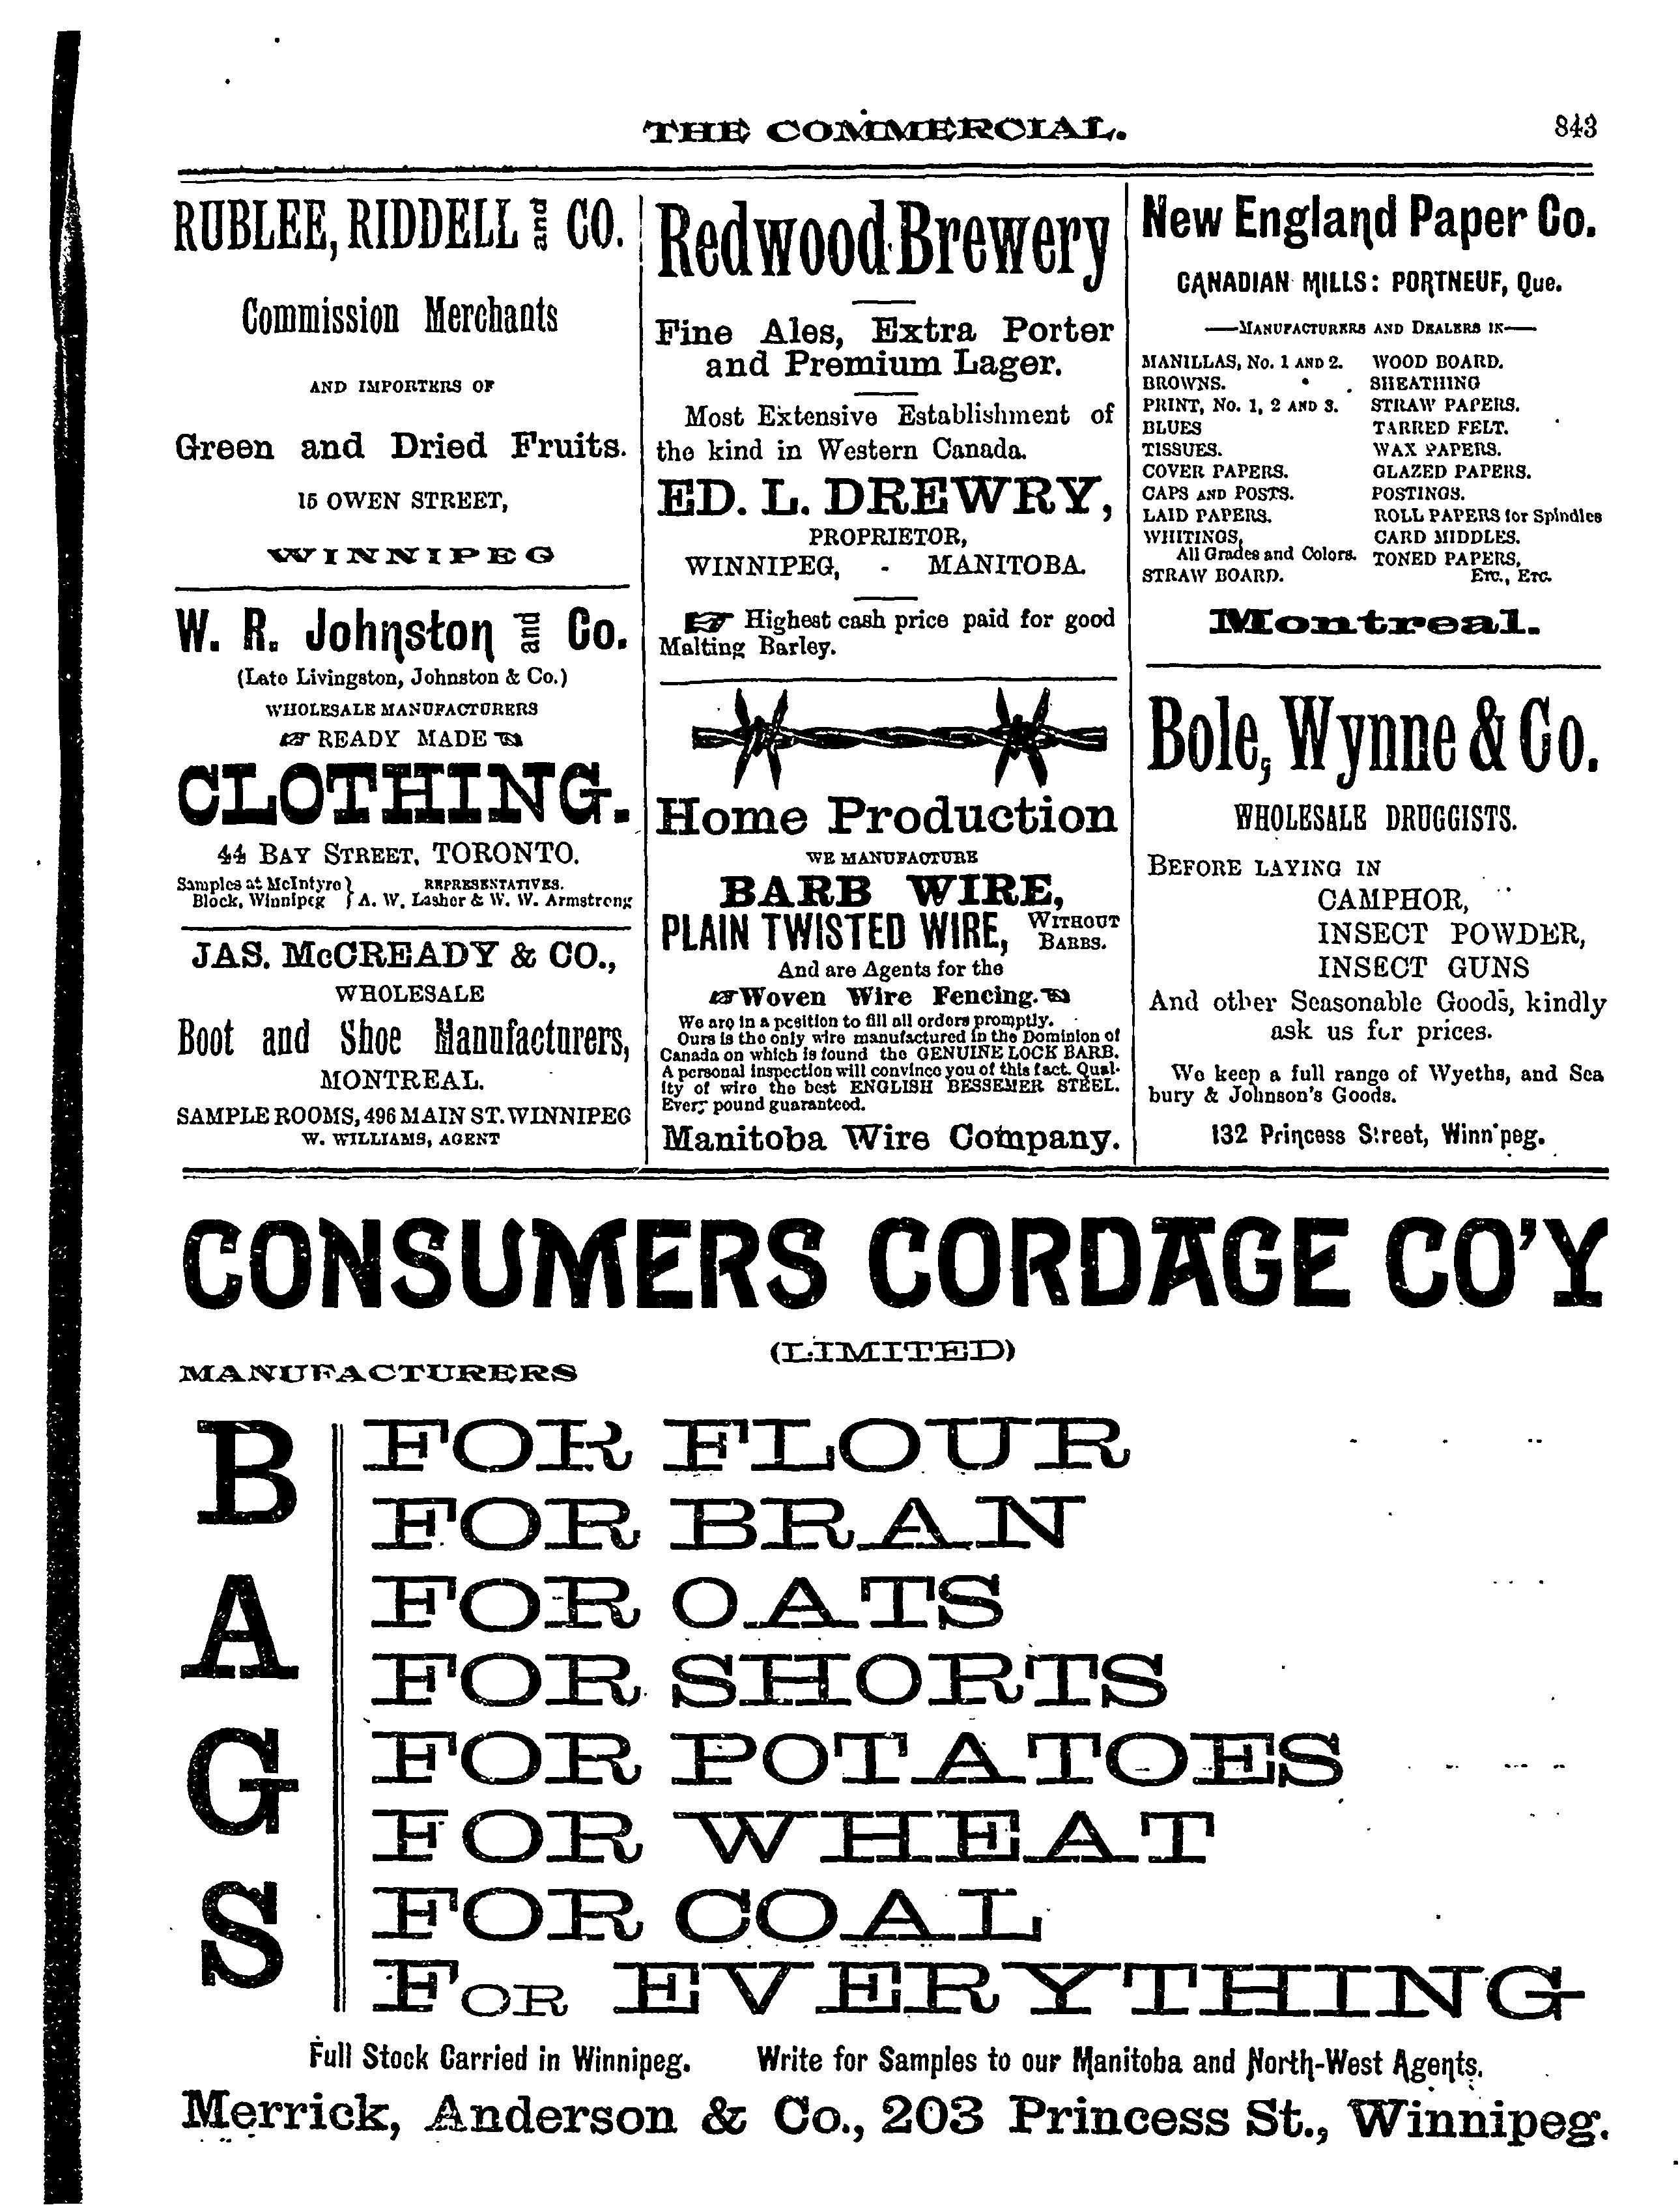 THE COMMERCIAL.
843
RUBLEE, RIDDELL and CO.
Commission Merchants
AND IMPORTERS OF
Green and Dried Fruits.
15 OWEN STREET,
WINNIPEG
W. R. Johnston and Co.
(Late Livingston, Johnston & Co.)
WHOLESALE MANUFACTURERS
READY MADE
CLOTHING.
44 BAY STREET, TORONTO.
Samples at McIntyre } REPRESENTATIVES.
Block, Winnipeg } A. W. Lasher & W. W. Armstrong
JAS. McCREADY & CO.,
WHOLESALE
Boot and Shoe Manufacturers,
MONTREAL.
SAMPLE ROOMS, 496 MAIN ST. WINNIPEG
W. WILLIAMS, AGENT
Redwood Brewery
Fine Ales, Extra Porter
and Premium Lager.
Most Extensive Establishment of
the kind in Western Canada.
ED. L. DREWRY,
PROPRIETOR,
WINNIPEG, - MANITOBA.
Highest cash price paid for good
Malting Barley.
Home Production
WE MANUFACTURE
BARB WIRE,
PLAIN TWISTED WIRE, WITHOUT
BARBS.
And are Agents for the
Woven Wire Fencing.
We are in a position to fill all orders promptly.
Ours is the only wire manufactured in the Dominion of
Canada on which is found the GENUINE LOCK BARB.
A personal inspection will convince you of this fact. Qual-
ity of wire the best ENGLISH BESSEMER STEEL.
Every pound guaranteed.
Manitoba Wire Company.
New England Paper Co.
CANADIAN MILLS: PORTNEUF, Que.
—MANUFACTURERS AND DEALERS IN—
MANILLAS, No. 1 AND 2. WOOD BOARD.
BROWNS. SHEATHING
PRINT, No. 1, 2 AND 3. STRAW PAPERS.
BLUES TARRED FELT.
TISSUES. WAX PAPERS.
COVER PAPERS. GLAZED PAPERS.
CAPS AND POSTS. POSTINGS.
LAID PAPERS. ROLL PAPERS for Spindles
WHITINGS, CARD MIDDLES.
All Grades and Colors. TONED PAPERS,
STRAW BOARD. ETC., ETC.
Montreal.
Bole, Wynne & Co.
WHOLESALE DRUGGISTS.
BEFORE LAYING IN
CAMPHOR,
INSECT POWDER,
INSECT GUNS
And other Seasonable Goods, kindly
ask us for prices.
We keep a full range of Wyeths, and Sea
bury & Johnson's Goods.
132 Princess Street, Winnipeg.
CONSUMERS CORDAGE CO'Y
(LIMITED)
MANUFACTURERS
BAGS
FOR FLOUR
FOR BRAN
FOR OATS
FOR SHORTS
FOR POTATOES
FOR WHEAT
FOR COAL
FOR EVERYTHING
Full Stock Carried in Winnipeg. Write for Samples to our Manitoba and North-West Agents.
Merrick, Anderson & Co., 203 Princess St., Winnipeg.